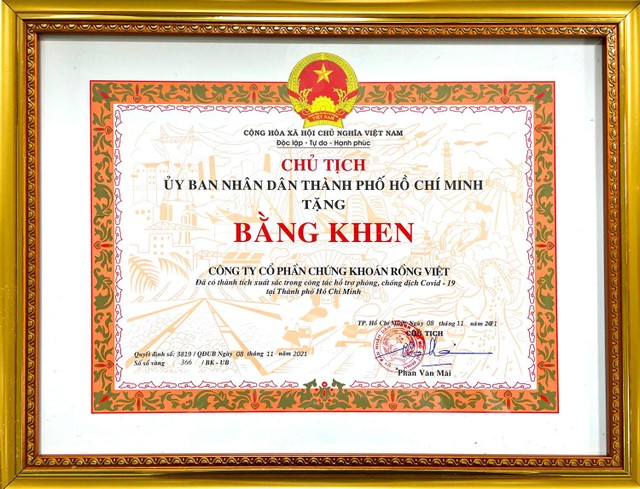 VIỆT NAM
CỘNG HÒA XÃ HỘI CHỦ NGHĨA VIỆT NAM
Độc lập - Tự do - Hạnh phúc
CHỦ TỊCH
ỦY BAN NHÂN DÂN THÀNH PHỐ HỒ CHÍ MINH
TẶNG
BẰNG KHEN
CÔNG TY CỔ PHẦN CHỨNG KHOÁN RỒNG VIỆT
Đã có thành tích xuất sắc trong công tác hỗ trợ phòng, chống dịch Covid - 19
tại Thành phố Hồ Chí Minh
TP. Hồ Chí Minh, Ngày 08 tháng 11 năm 2021
CHỦ TỊCH
Quyết định số: 3819 / QĐUB Ngày 08 tháng 11 năm 2021
Số sổ vàng 366 / BK - UB
Phan Văn Mãi